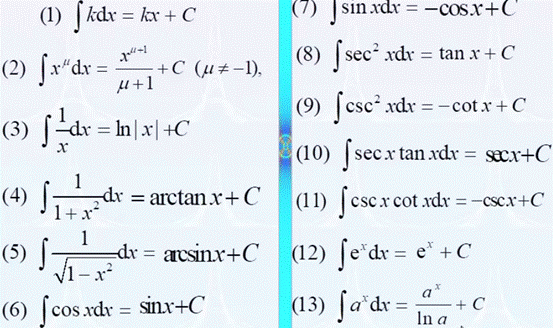 (1) ∫ kdx = kx + C
(2) ∫ x^μ dx = x^{μ-1}/(μ+1) + C (μ ≠ -1),
(3) ∫ 1/x dx = ln|x| + C
(4) ∫ 1/(1+x²) dx = arctan x + C
(5) ∫ 1/√(1-x²) dx = arcsin x + C
(6) ∫ cos xdx = sin x + C
(7) ∫ sin xdx = -cos x + C
(8) ∫ sec² xdx = tan x + C
(9) ∫ csc² xdx = -cot x + C
(10) ∫ sec x tan xdx = sec x + C
(11) ∫ csc x cot xdx = -csc x + C
(12) ∫ e^x dx = e^x + C
(13) ∫ a^x dx = a^x/ln a + C